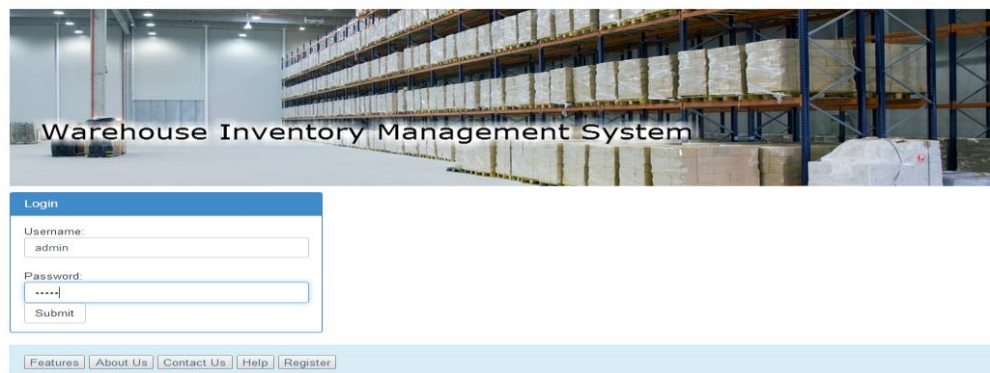 Warehouse Inventory Management System
Login
Username:
admin
Password:
-----
Submit
Features About Us Contact Us Help Register